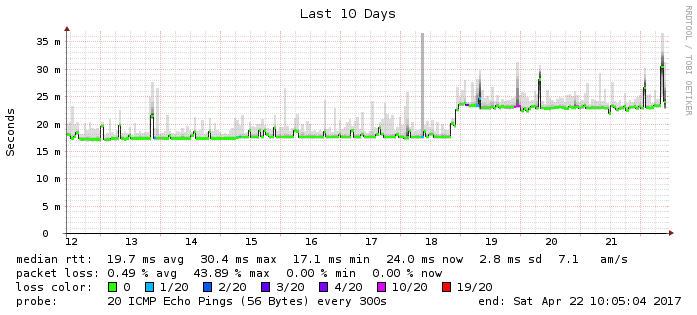 Last 10 Days
RRDTOOL / TOBI OETIKER
Seconds
35 m
30 m
25 m
20 m
15 m
10 m
5 m
0
12 13 14 15 16 17 18 19 20 21
median rtt: 19.7 ms avg 30.4 ms max 17.1 ms min 24.0 ms now 2.8 ms sd 7.1 am/s
packet loss: 0.49 % avg 43.89 % max 0.00 % min 0.00 % now
loss color: 0 1/20 2/20 3/20 4/20 10/20 19/20
probe: 20 ICMP Echo Pings (56 Bytes) every 300s end: Sat Apr 22 10:05:04 2017